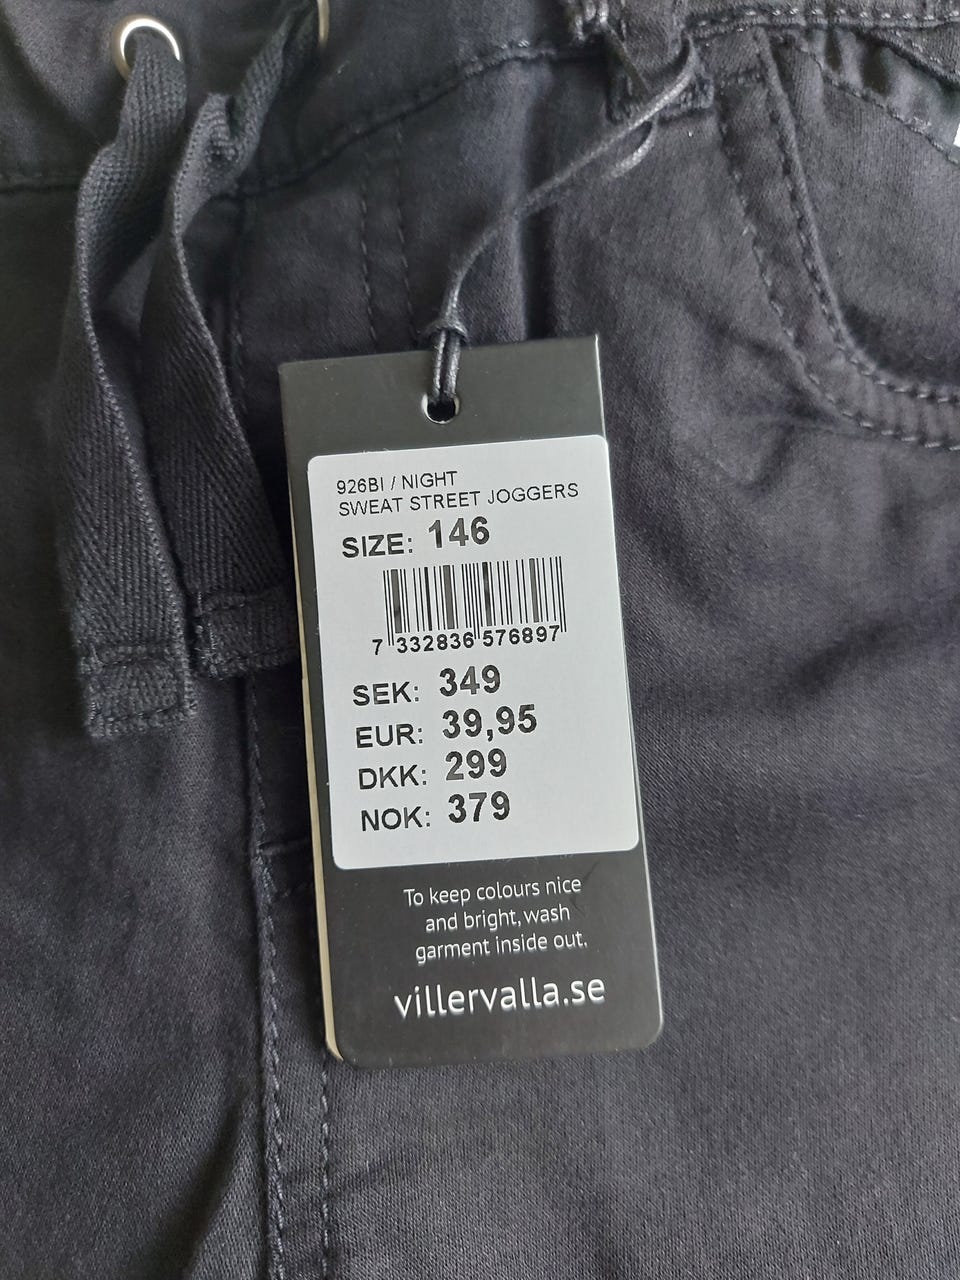 926BI / NIGHT
SWEAT STREET JOGGERS
SIZE: 146
7 332836 576897
SEK: 349
EUR: 39,95
DKK: 299
NOK: 379
To keep colours nice
and bright, wash
garment inside out.
villervalla.se